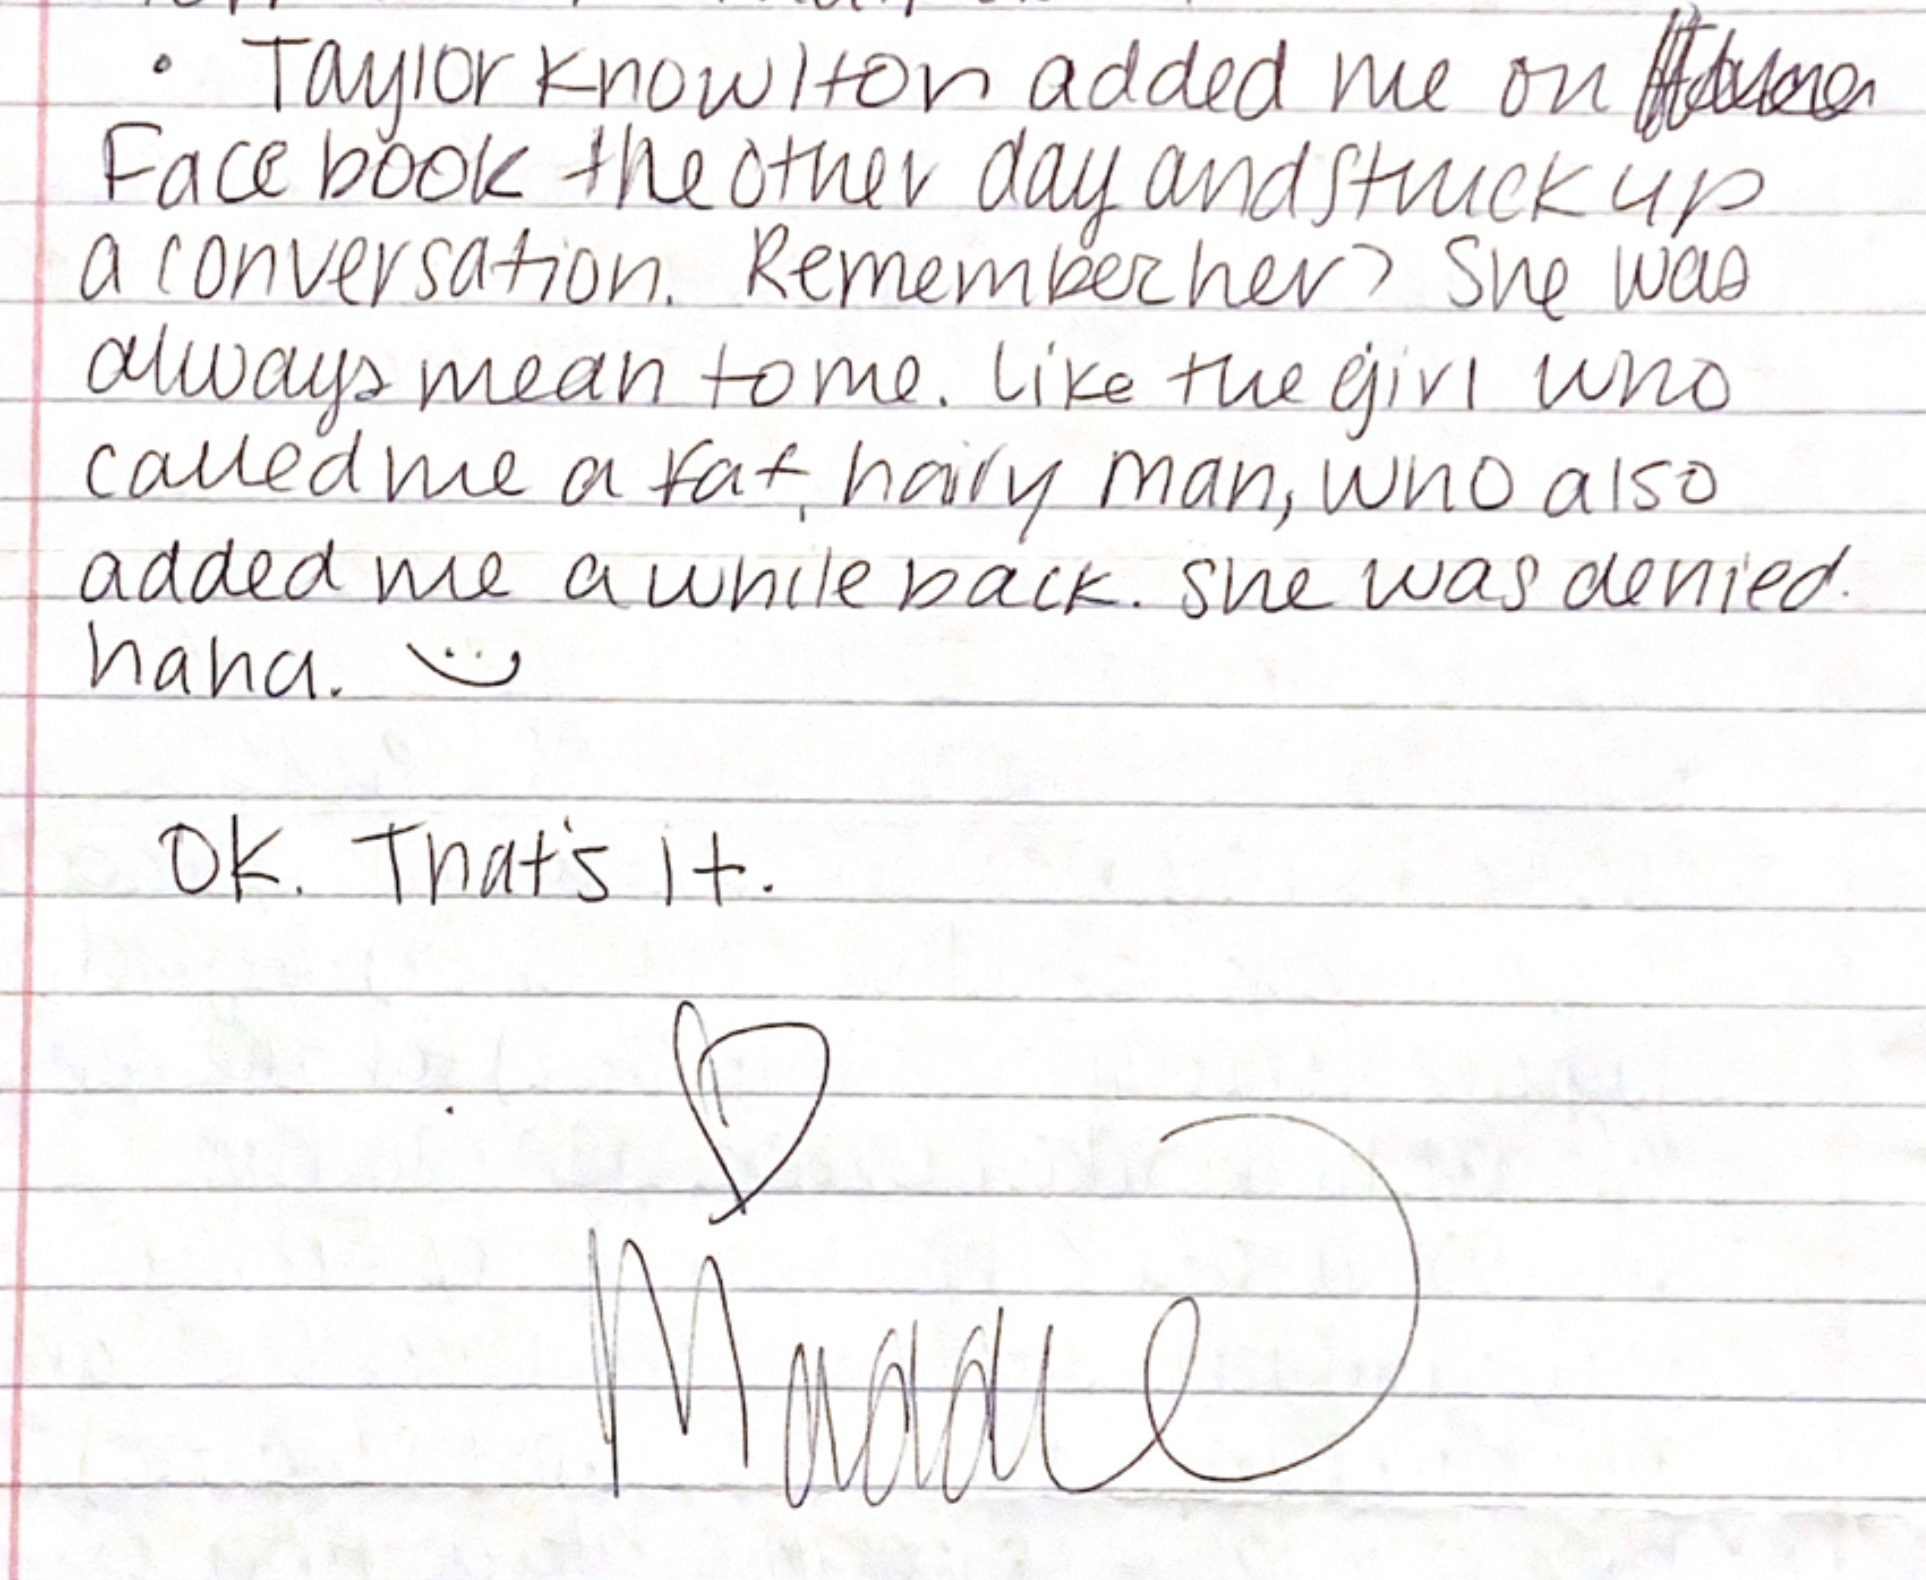 • Taylor Knowlton added me on
Facebook the other day and struck up
a conversation. Remember her? She was
always mean to me. Like the girl who
called me a fat, hairy man, who also
added me a while back. She was denied.
haha.
OK. That's it.
Maddie